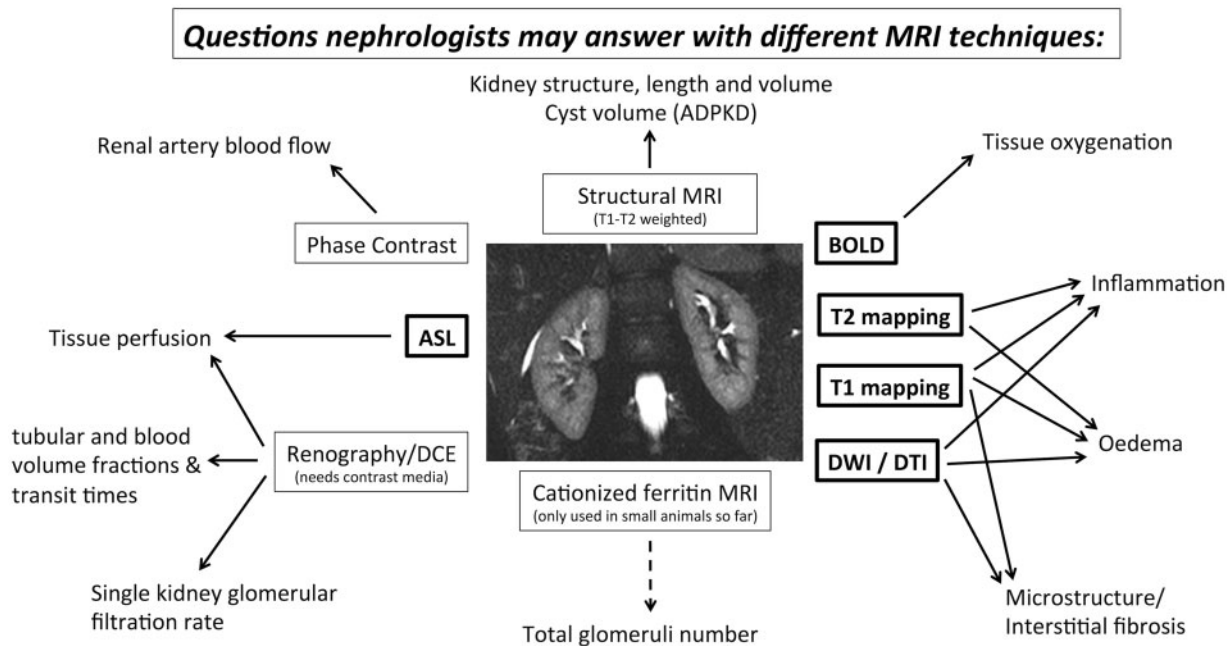 Questions nephrologists may answer with different MRI techniques:
Kidney structure, length and volume
Cyst volume (ADPKD)
Renal artery blood flow
Tissue oxygenation
Structural MRI
(T1-T2 weighted)
Phase Contrast
BOLD
Inflammation
T2 mapping
Tissue perfusion
ASL
T1 mapping
tubular and blood
volume fractions &
transit times
Renography/DCE
(needs contrast media)
DWI / DTI
Oedema
Cationized ferritin MRI
(only used in small animals so far)
Single kidney glomerular
filtration rate
Total glomeruli number
Microstructure/
Interstitial fibrosis